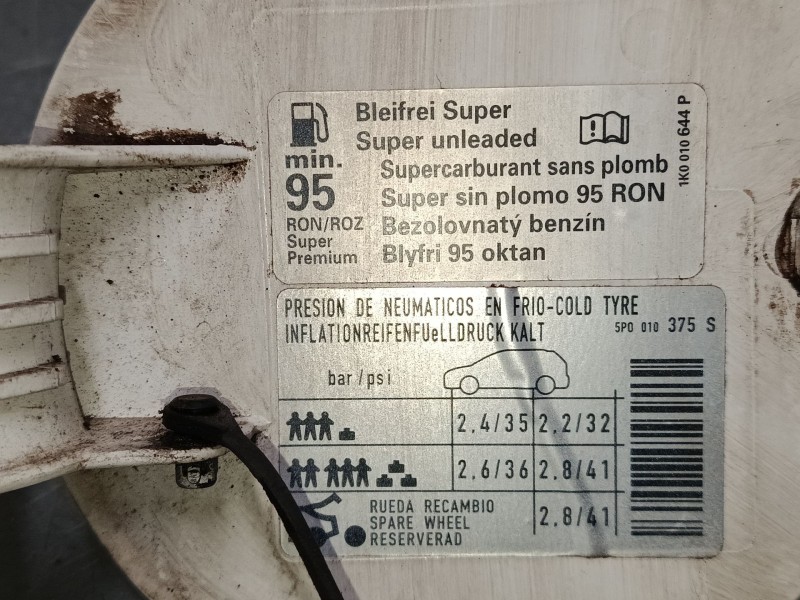 Bleifrei Super
Super unleaded
Supercarburant sans plomb
Super sin plomo 95 RON
Bezolovnatý benzín
Blyfri 95 oktan
min.
95
RON/ROZ
Super
Premium
1K0 010 644 P
PRESION DE NEUMATICOS EN FRIO-COLD TYRE
INFLATIONREIFENFUeLLDRUCK KALT
5P0 010 375 S
bar/psi
2.4/35 2.2/32
2.6/36 2.8/41
RUEDA RECAMBIO
SPARE WHEEL
RESERVERAD
2.8/41